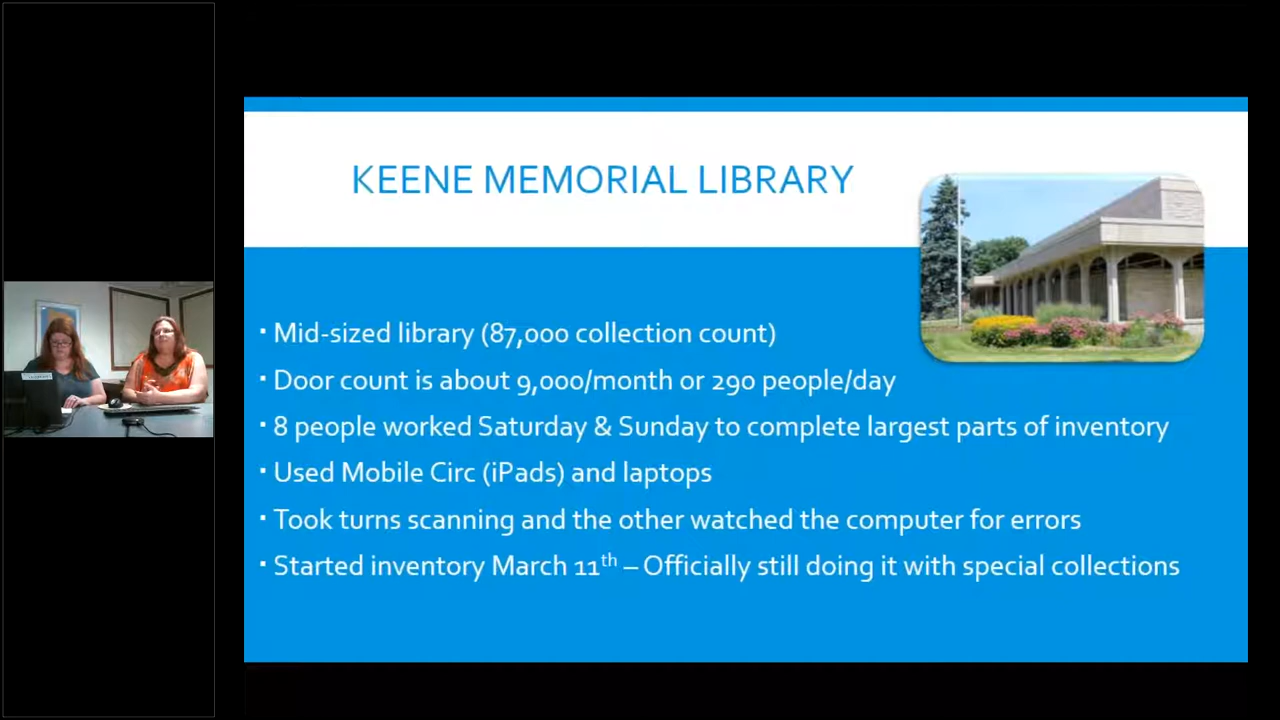 KEENE MEMORIAL LIBRARY
▪ Mid-sized library (87,000 collection count)
▪ Door count is about 9,000/month or 290 people/day
▪ 8 people worked Saturday & Sunday to complete largest parts of inventory
▪ Used Mobile Circ (iPads) and laptops
▪ Took turns scanning and the other watched the computer for errors
▪ Started inventory March 11th – Officially still doing it with special collections